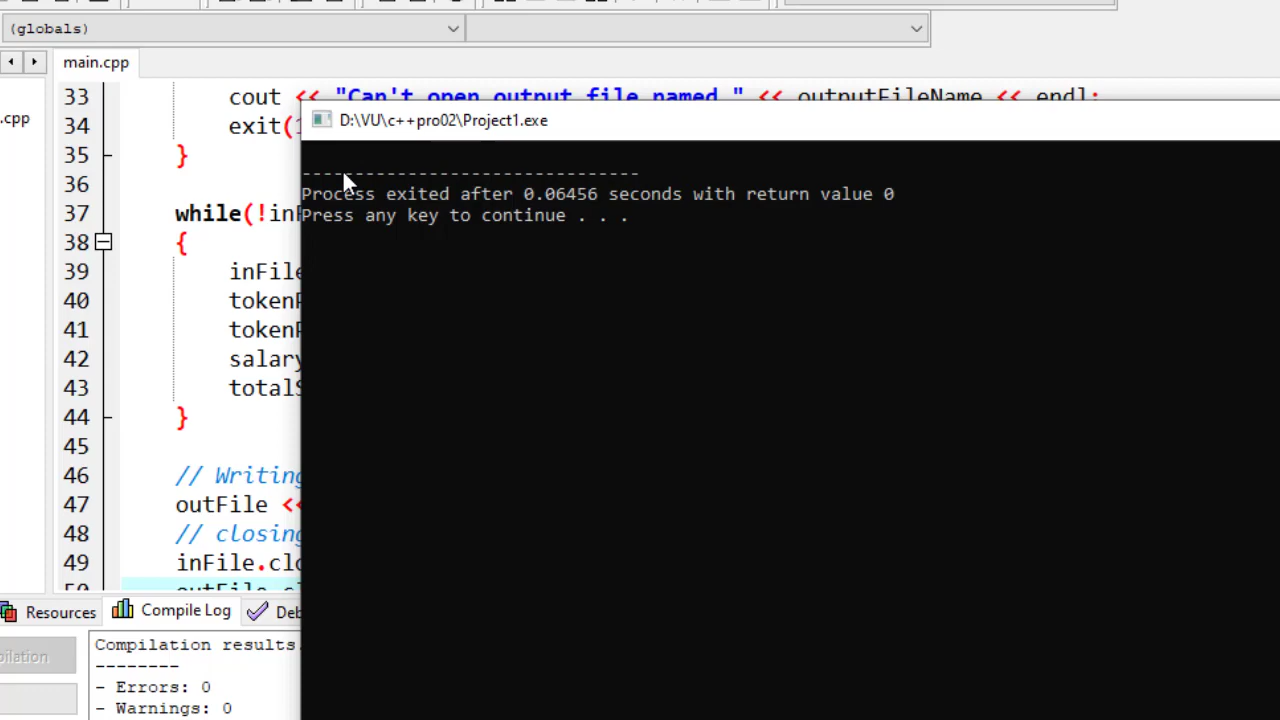 (globals)
main.cpp
.cpp
33 cout << "Can't open output file named " << outputFileName << endl;
34 exit(
35 }
36
37 while(!inF
38 {
39 inFile
40 token
41 token
42 salary
43 totalS
44 }
45
46 // Writing
47 outFile <<
48 // closing
49 inFile.clo
50 outFile.cl
D:\VU\c++pro02\Project1.exe
--------------------------------
Process exited after 0.06456 seconds with return value 0
Press any key to continue . . .
Resources Compile Log Deb
pilation
Compilation results.
--------
- Errors: 0
- Warnings: 0